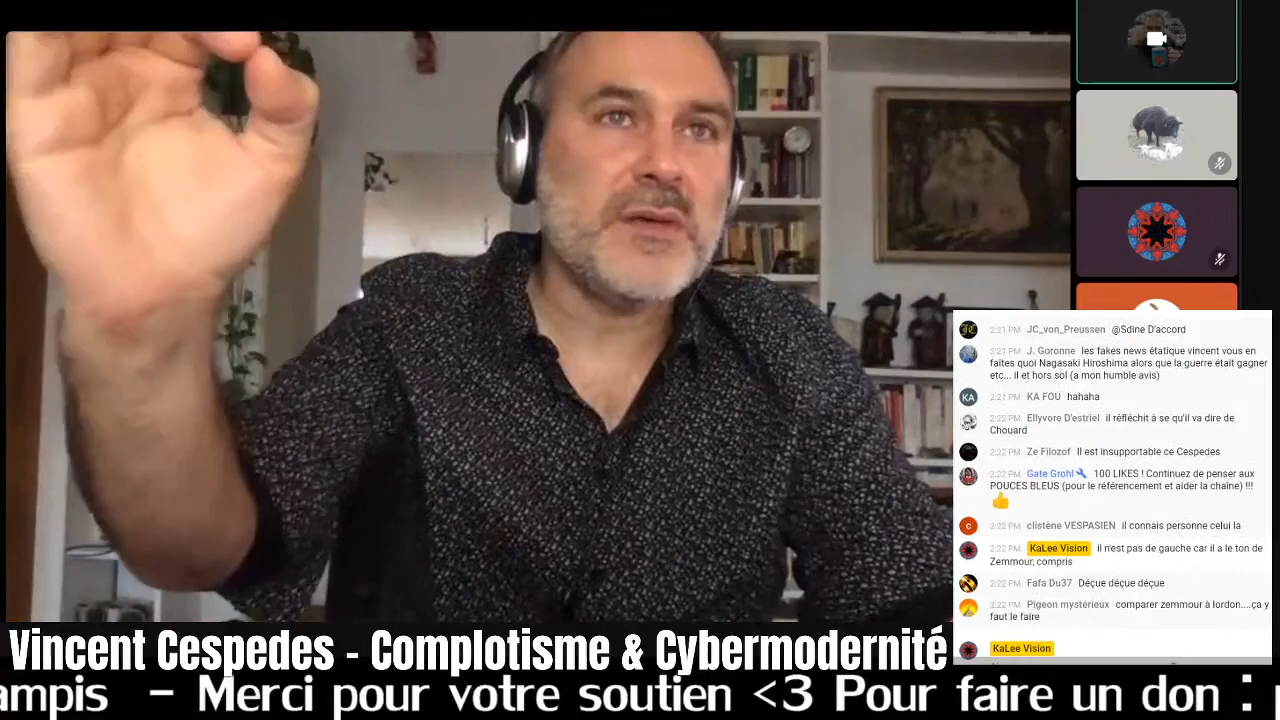 2:21 PM JC_von_Preussen @Sdine D'accord
2:21 PM J. Goronne les fakes news étatique vincent vous en
faites quoi Nagasaki Hiroshima alors que la guerre était gagner
etc... il et hors sol (a mon humble avis)
KA 2:21 PM KA FOU hahaha
2:22 PM Ellyvore D'estriel il réfléchit à se qu'il va dire de
Chouard
2:22 PM Ze Filozof Il est insupportable ce Cespedes
2:22 PM Gate Grohl 100 LIKES ! Continuez de penser aux
POUCES BLEUS (pour le référencement et aider la chaine) !!!
C 2:22 PM clistène VESPASIEN il connais personne celui la
2:22 PM KaLee Vision il n'est pas de gauche car il a le ton de
Zemmour, compris
2:22 PM Fafa Du37 Déçue déçue déçue
2:22 PM Pigeon mystérieux comparer zemmour à lordon....ça y
faut le faire
KaLee Vision
Vincent Cespedes - Complotisme & Cybermodernité
ampis - Merci pour votre soutien <3 Pour faire un don :